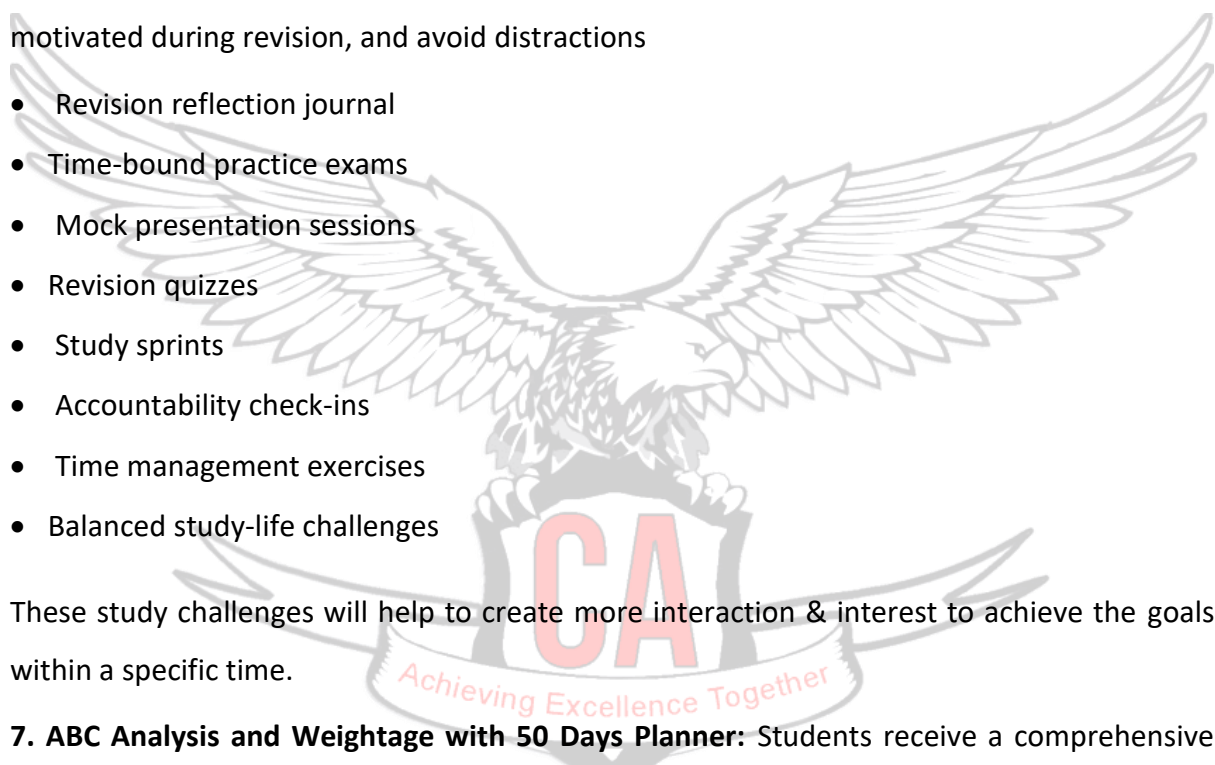 motivated during revision, and avoid distractions
• Revision reflection journal
• Time-bound practice exams
• Mock presentation sessions
• Revision quizzes
• Study sprints
• Accountability check-ins
• Time management exercises
• Balanced study-life challenges
CA
These study challenges will help to create more interaction & interest to achieve the goals
within a specific time.
Achieving Excellence Together
7. ABC Analysis and Weightage with 50 Days Planner: Students receive a comprehensive